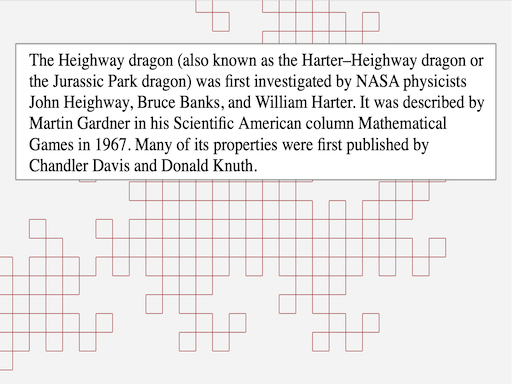 The Heighway dragon (also known as the Harter–Heighway dragon or
the Jurassic Park dragon) was first investigated by NASA physicists
John Heighway, Bruce Banks, and William Harter. It was described by
Martin Gardner in his Scientific American column Mathematical
Games in 1967. Many of its properties were first published by
Chandler Davis and Donald Knuth.